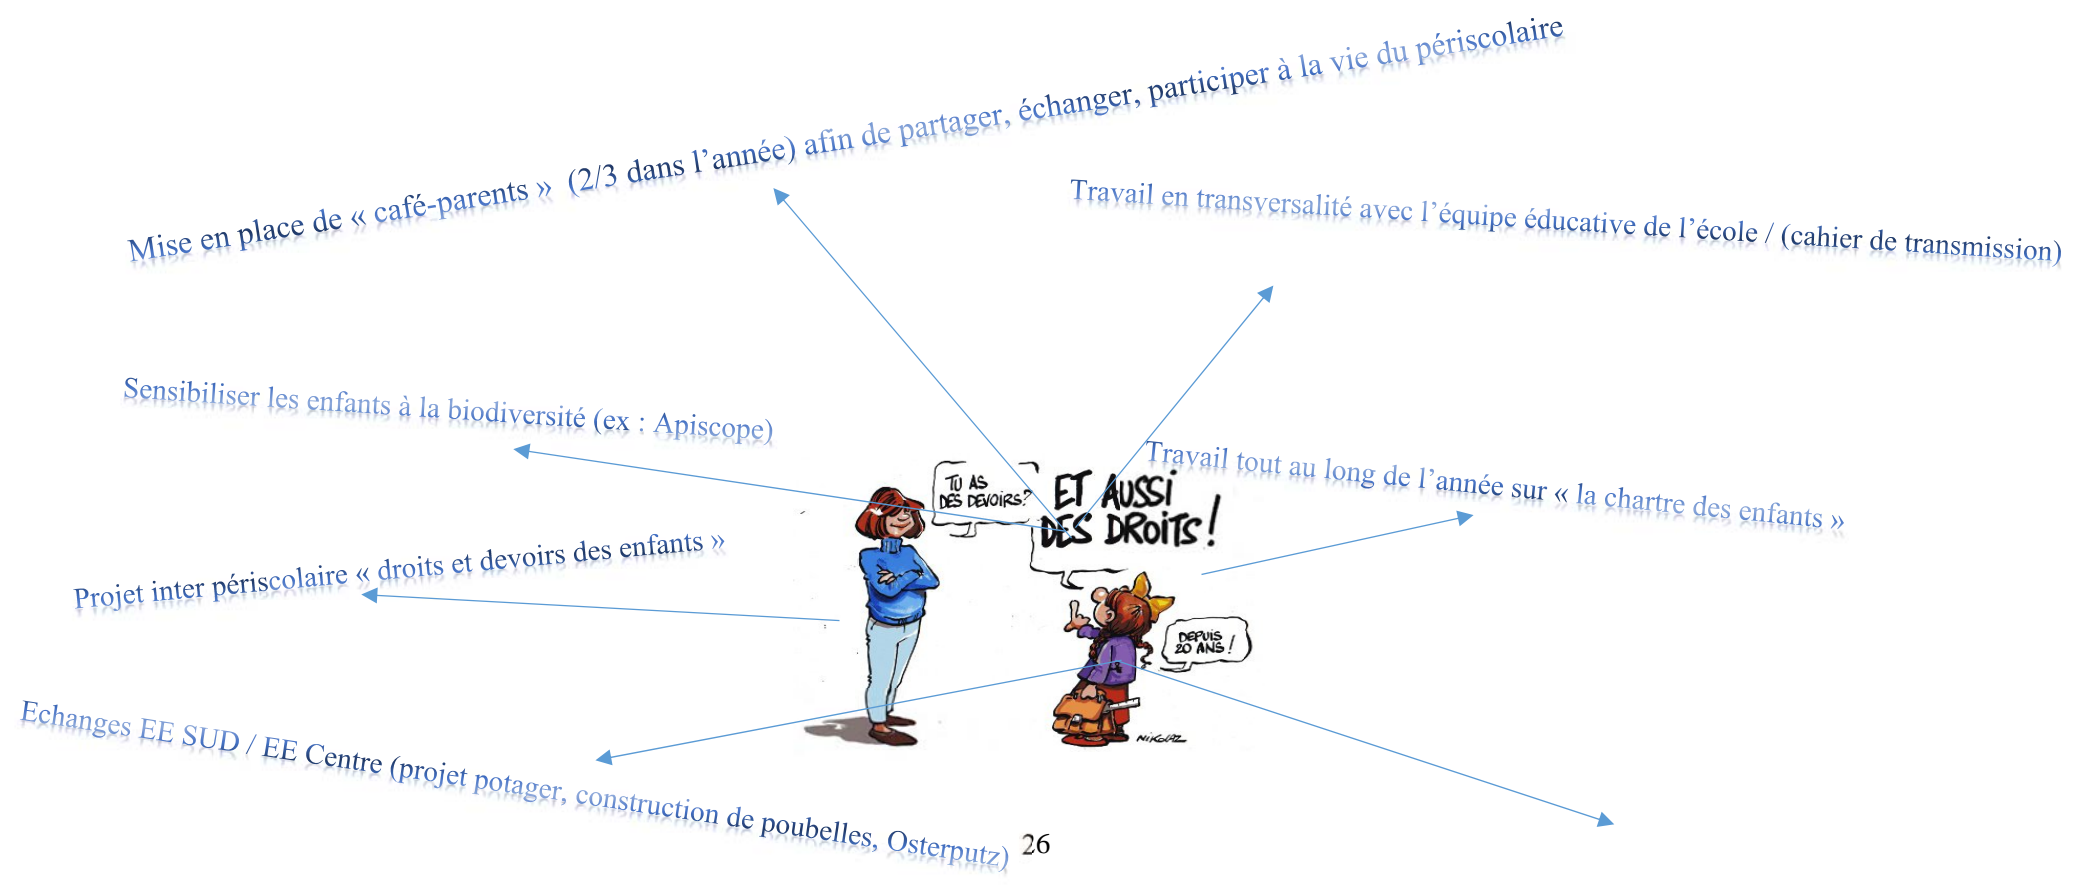 Mise en place de « café-parents » (2/3 dans l’année) afin de partager, échanger, participer à la vie du périscolaire
Travail en transversalité avec l’équipe éducative de l’école / (cahier de transmission)
Sensibiliser les enfants à la biodiversité (ex : Apiscope)
Travail tout au long de l’année sur « la chartre des enfants »
TU AS
DES DEVOIRS?
ET AUSSI
DES DROITS !
Projet inter périscolaire « droits et devoirs des enfants »
DEPUIS
20 ANS !
NIKOLAZ
Echanges EE SUD / EE Centre (projet potager, construction de poubelles, Osterputz)
26